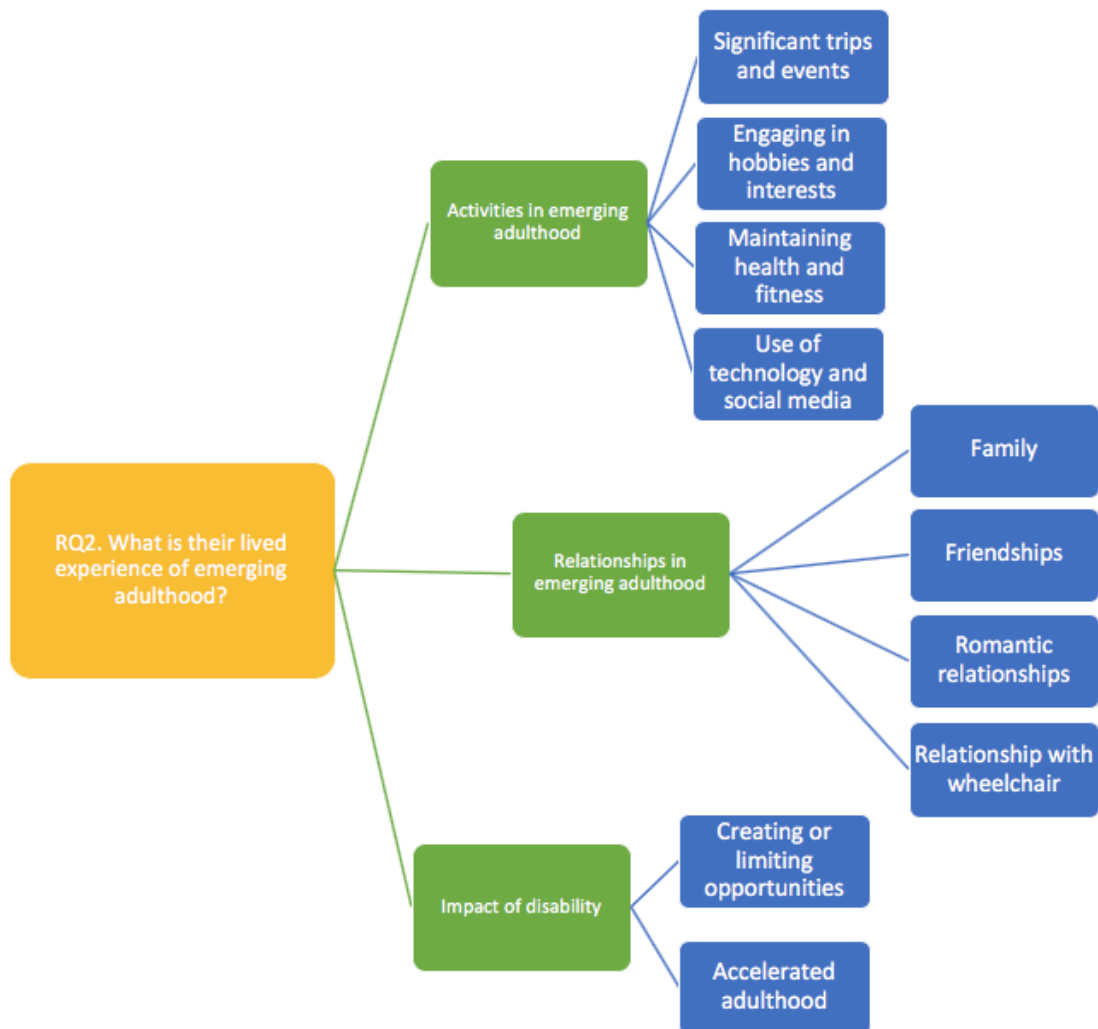 RQ2. What is their lived
experience of emerging
adulthood?
Activities in emerging
adulthood
Significant trips
and events
Engaging in
hobbies and
interests
Maintaining
health and
fitness
Use of
technology and
social media
Relationships in
emerging adulthood
Family
Friendships
Romantic
relationships
Relationship with
wheelchair
Impact of disability
Creating or
limiting
opportunities
Accelerated
adulthood